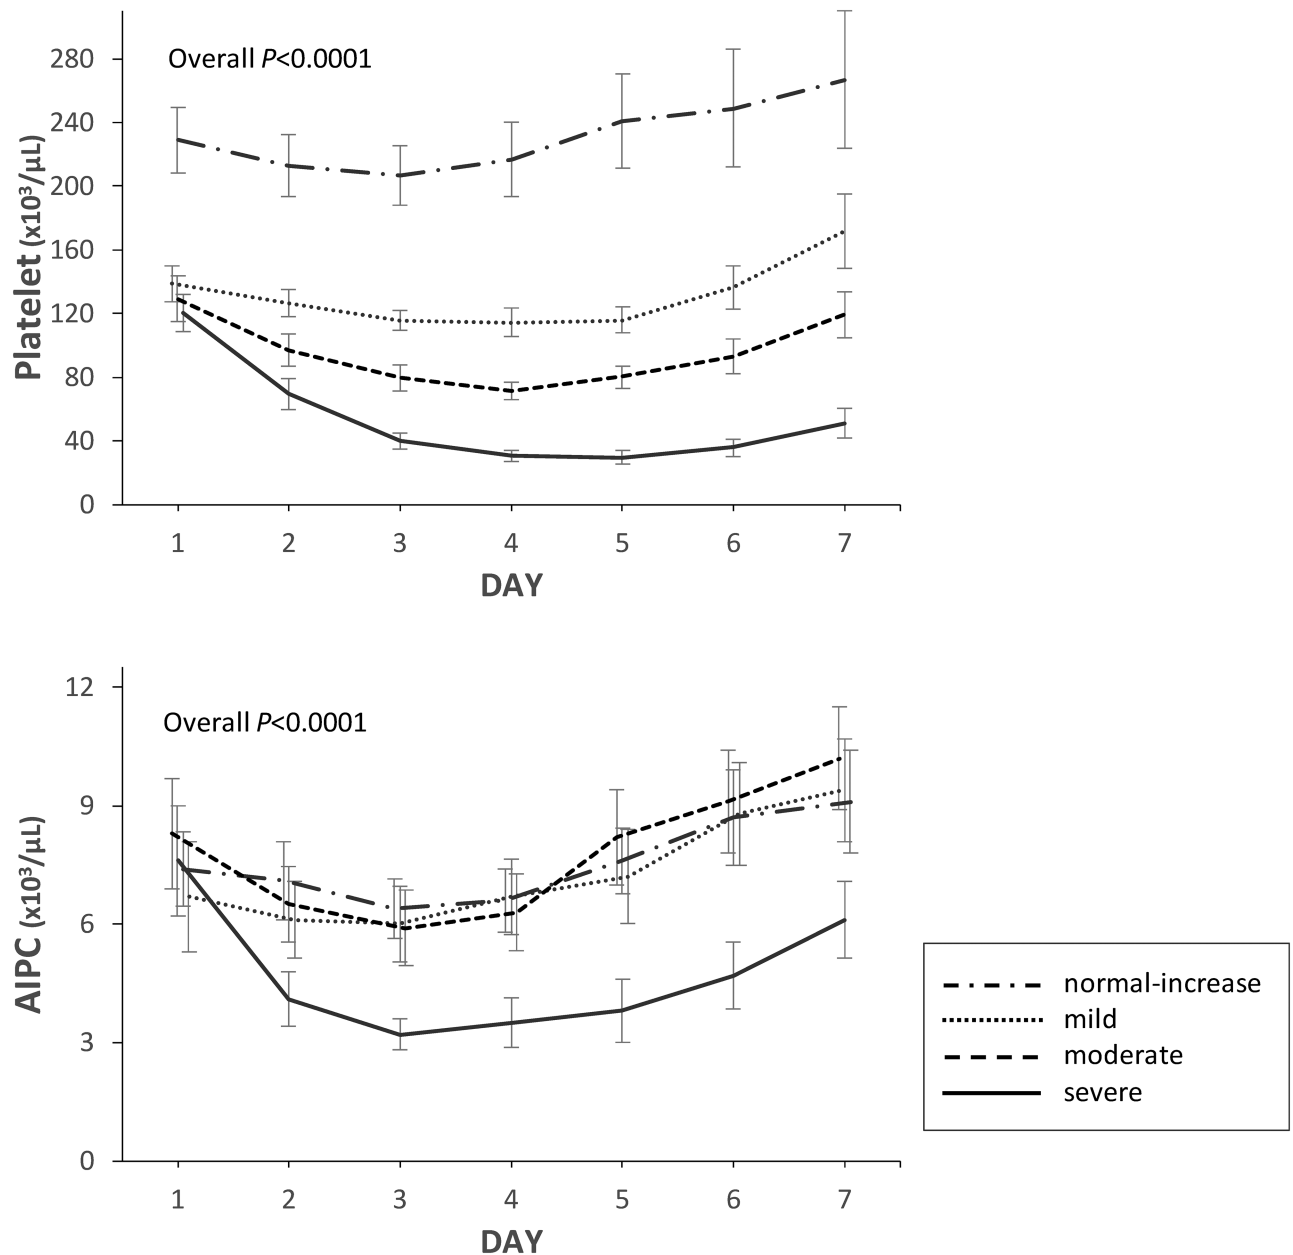 Overall P<0.0001
Platelet (x10³/µL)
280
240
200
160
120
80
40
0
1 2 3 4 5 6 7
DAY
Overall P<0.0001
AIPC (x10³/µL)
12
9
6
3
0
1 2 3 4 5 6 7
DAY
normal-increase
mild
moderate
severe